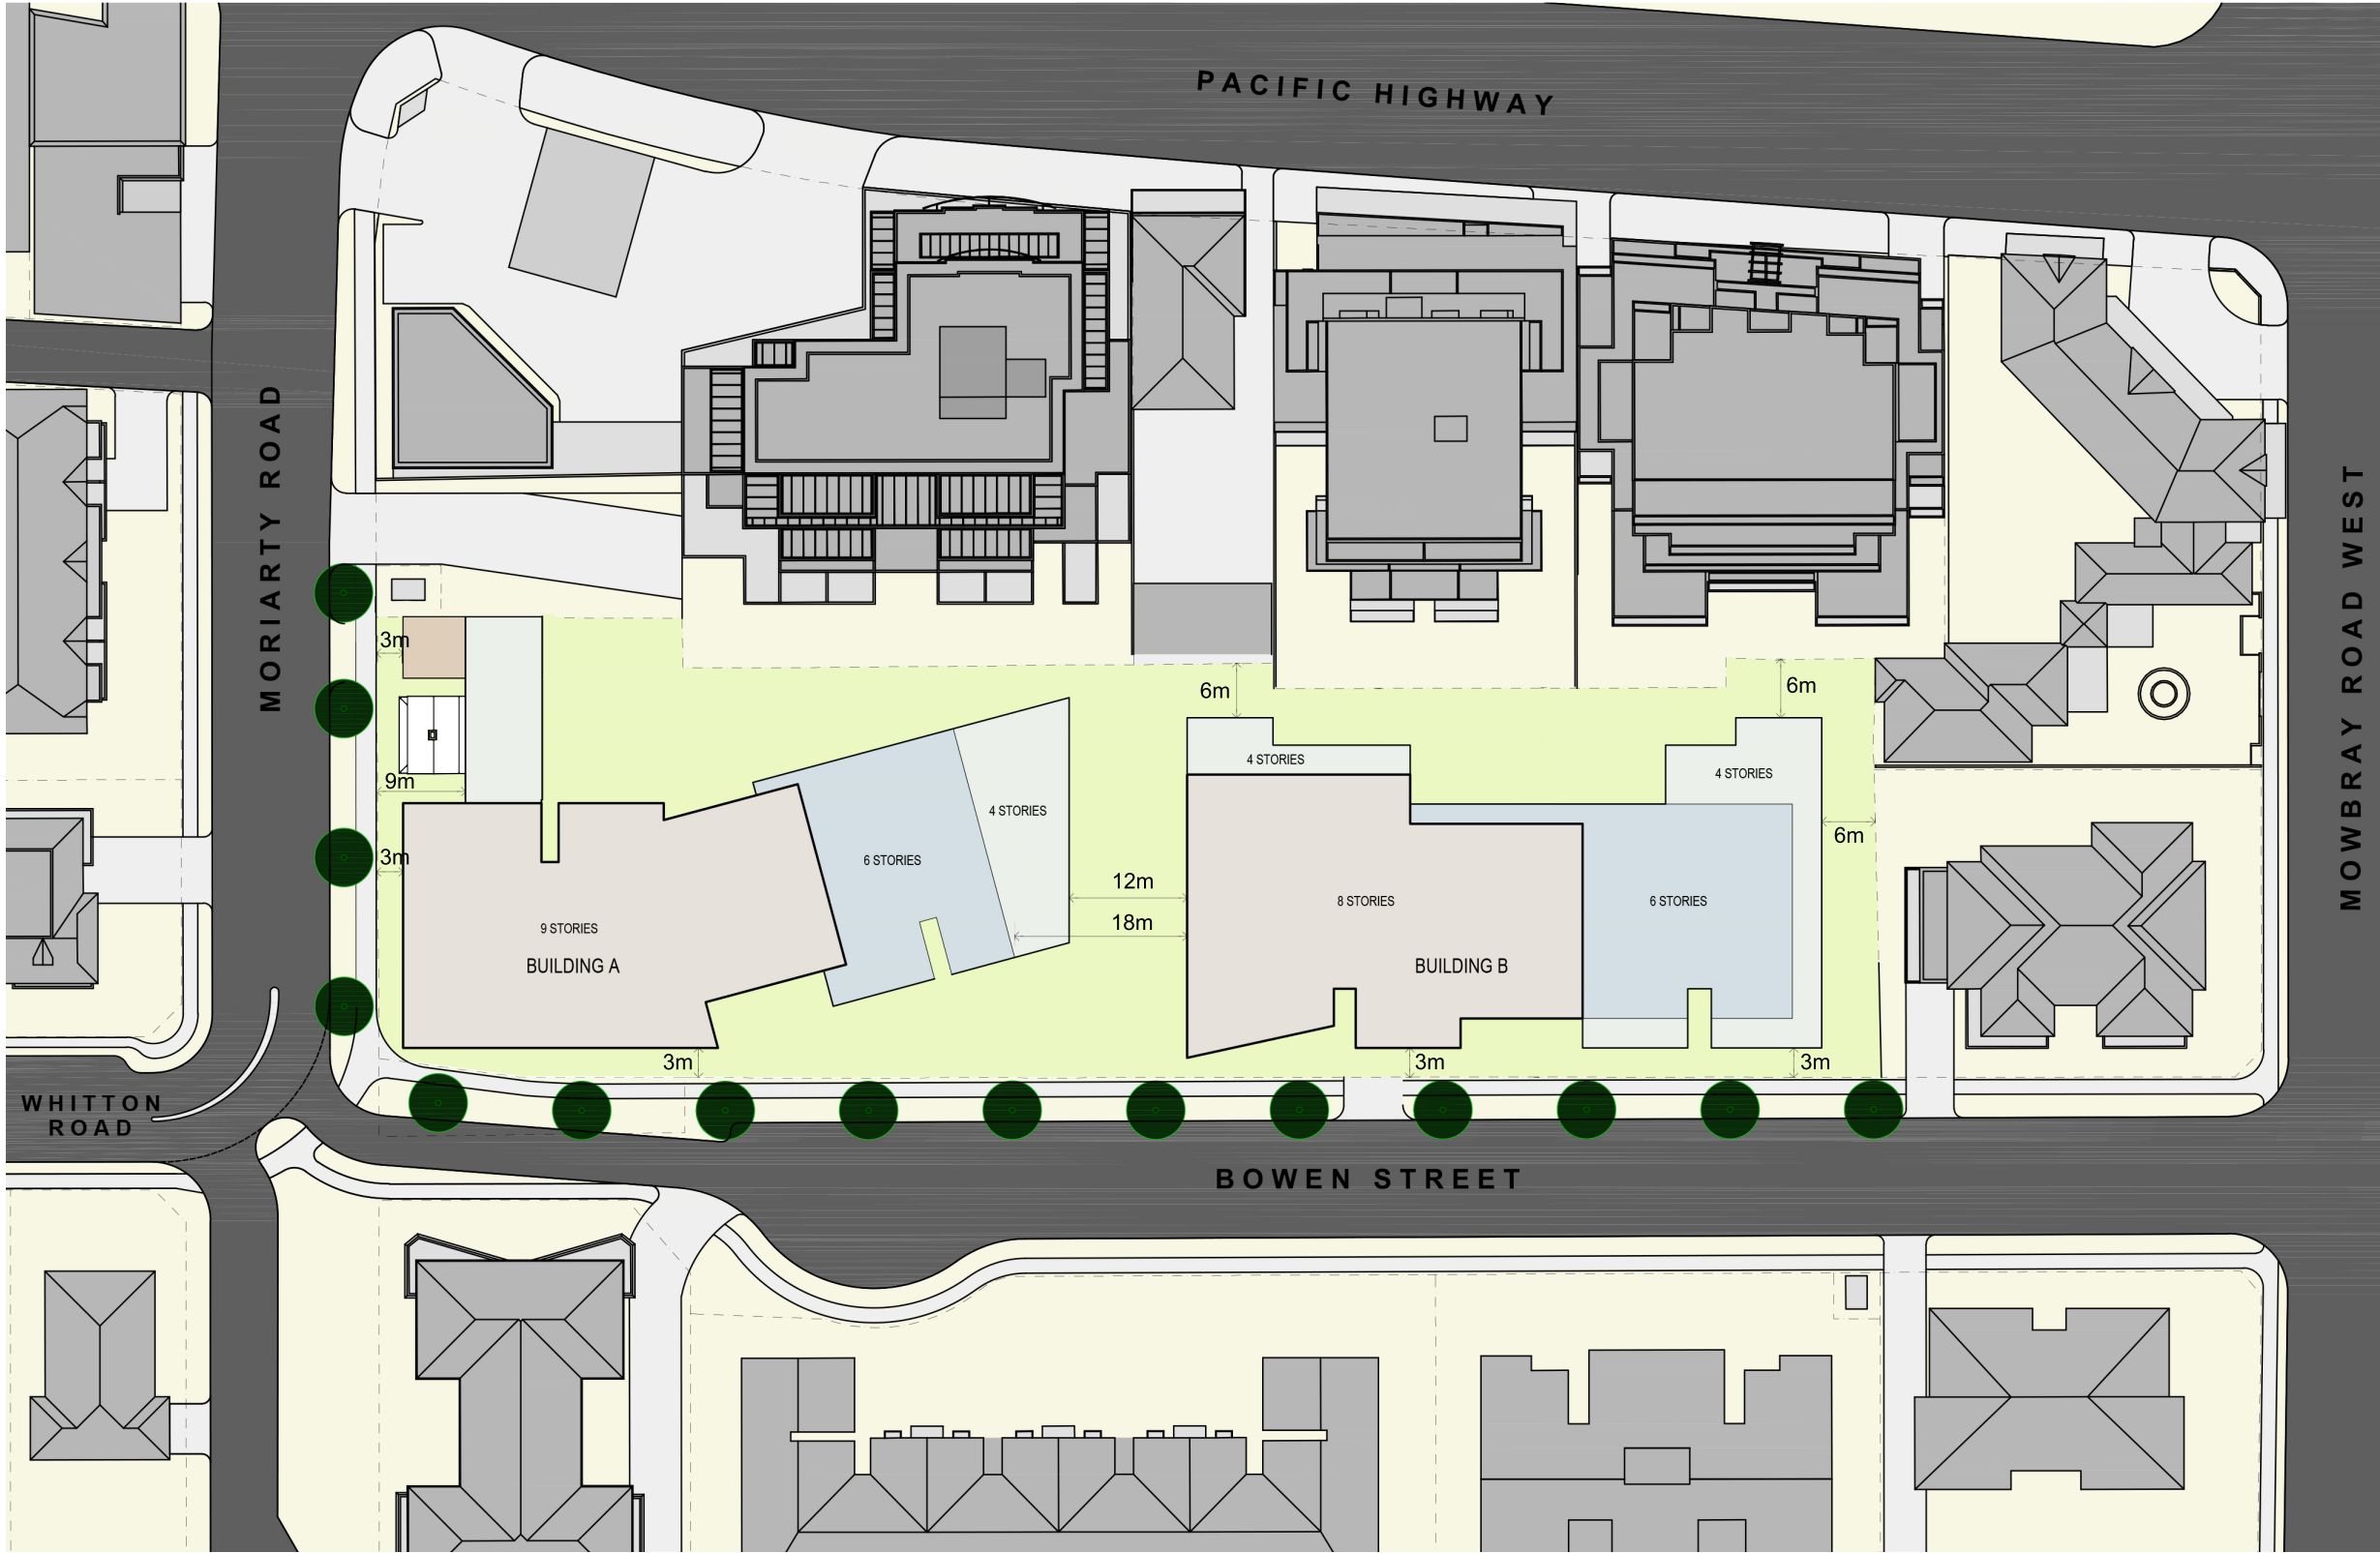 PACIFIC HIGHWAY
MORIARTY ROAD
MOWBRAY ROAD WEST
3m
6m
6m
4 STORIES
4 STORIES
9m
4 STORIES
6m
3m
6 STORIES
12m
8 STORIES
6 STORIES
18m
9 STORIES
BUILDING A
BUILDING B
3m
3m
3m
WHITTON
ROAD
BOWEN STREET